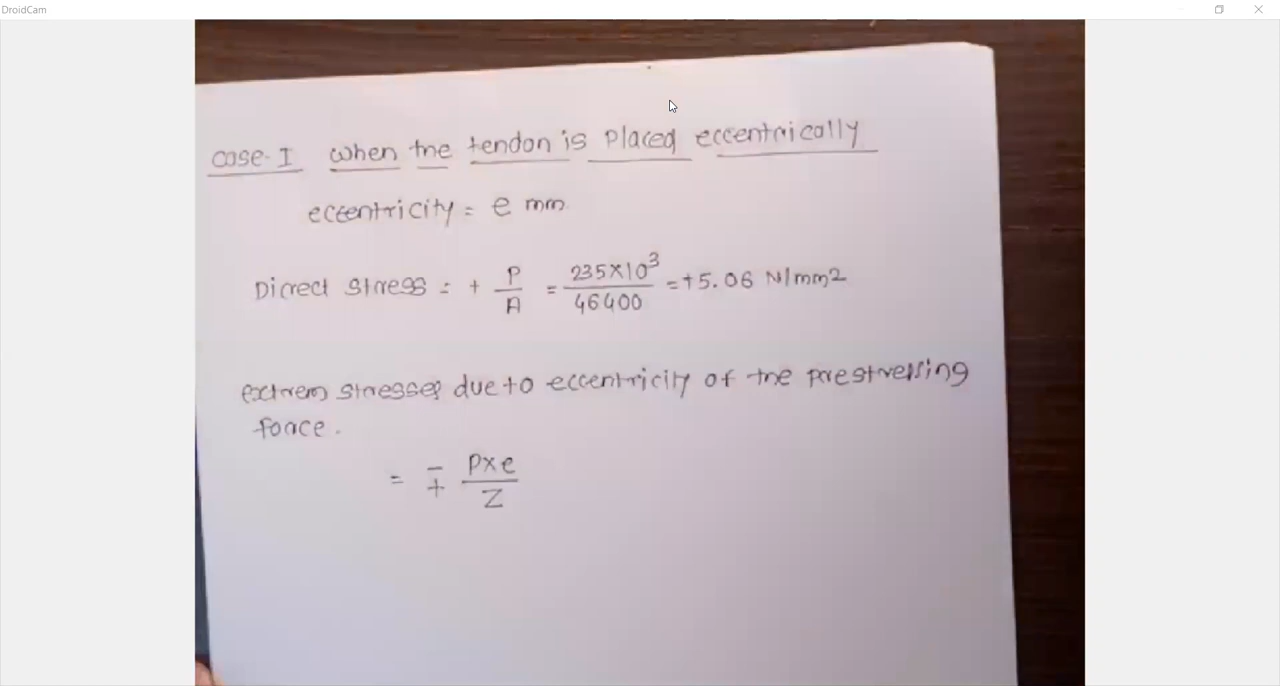 DroidCam
Case-I When the tendon is placed eccentrically
eccentricity = e mm.
Direct stress = + P/A = 235×10³/46400 = +5.06 N/mm2
extrem stresses due to eccentricity of the prestressing
force.
= ∓ P×e/Z